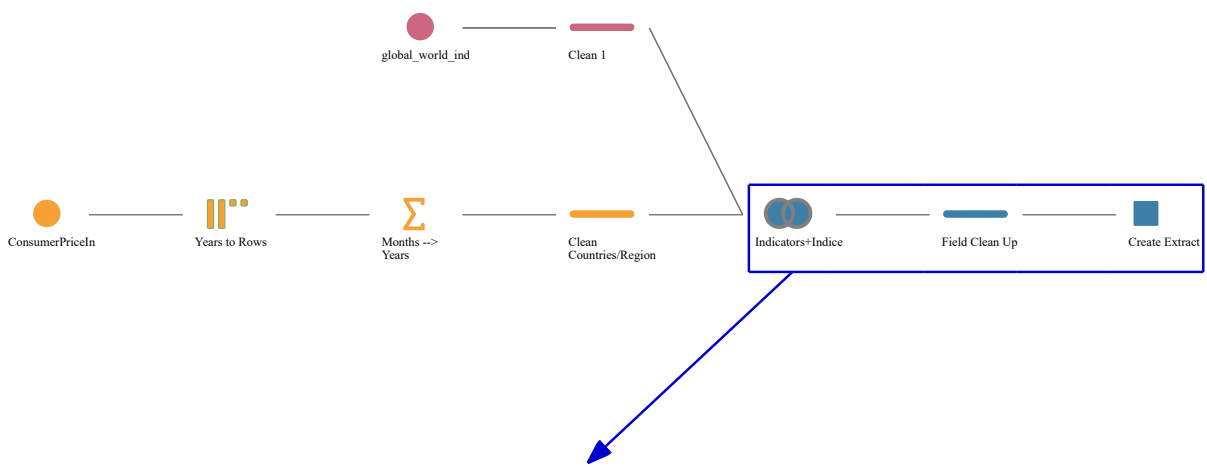 global_world_ind
Clean 1
ConsumerPriceIn
Years to Rows
Months -->
Years
Clean
Countries/Region
Indicators+Indice
Field Clean Up
Create Extract